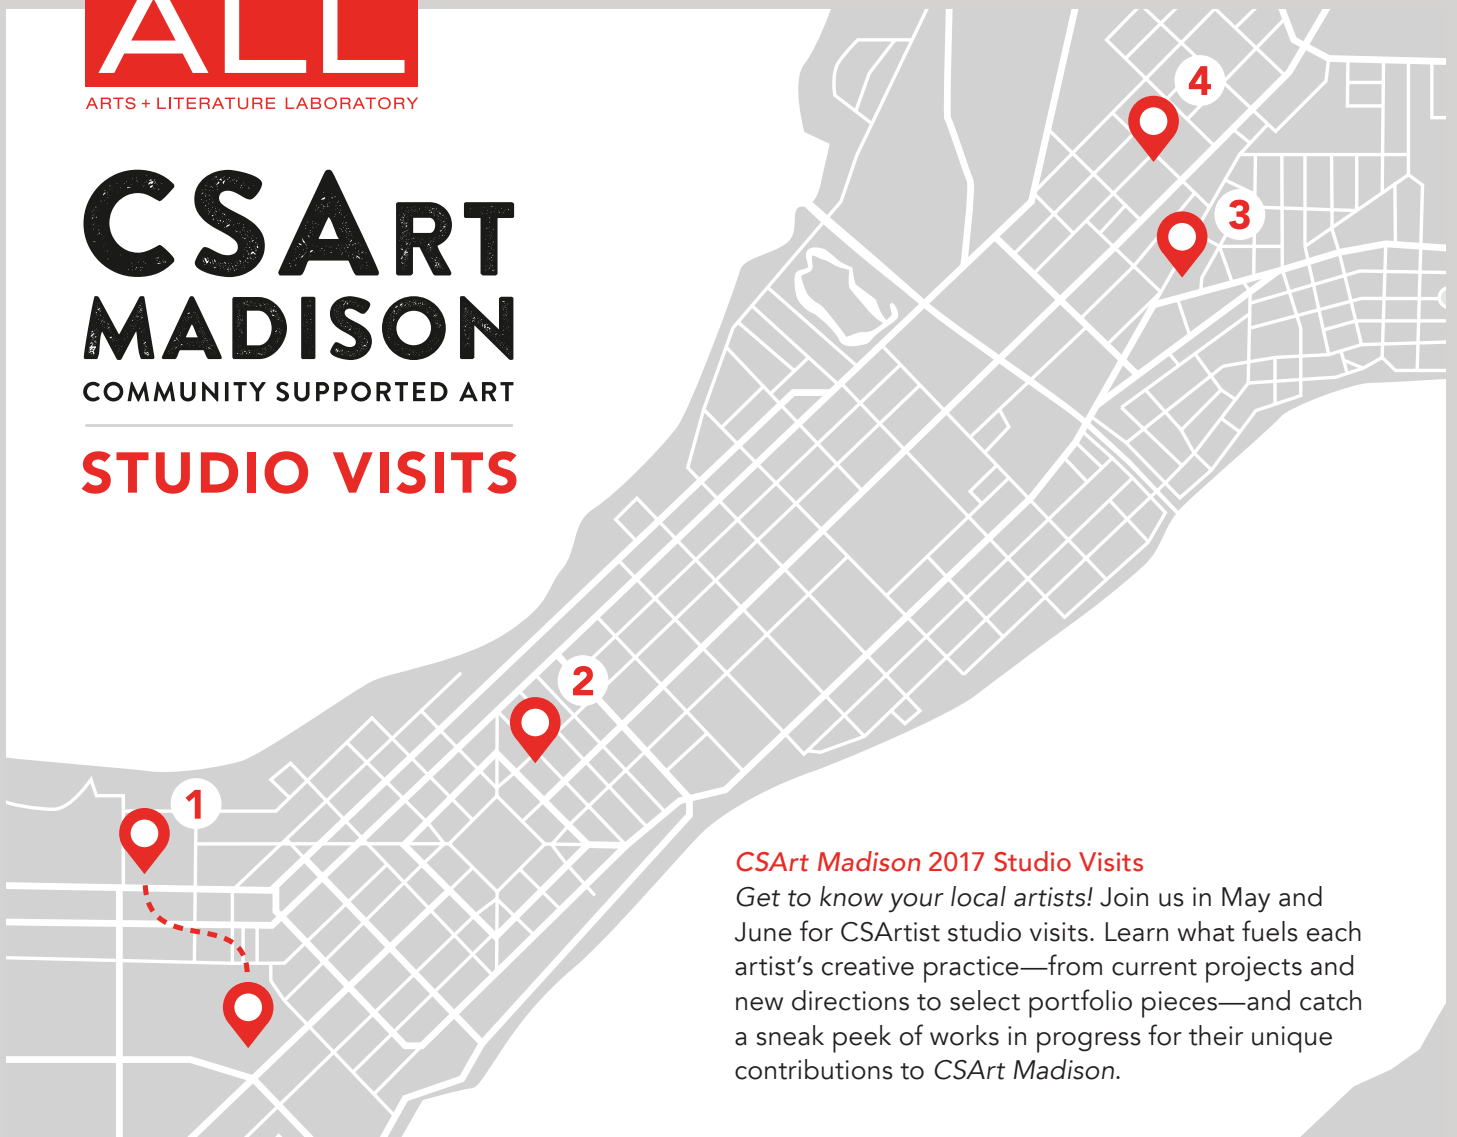 ALL
ARTS + LITERATURE LABORATORY
CSART
MADISON
COMMUNITY SUPPORTED ART
STUDIO VISITS
4
3
2
1
CSArt Madison 2017 Studio Visits
Get to know your local artists! Join us in May and
June for CSArtist studio visits. Learn what fuels each
artist’s creative practice—from current projects and
new directions to select portfolio pieces—and catch
a sneak peek of works in progress for their unique
contributions to CSArt Madison.